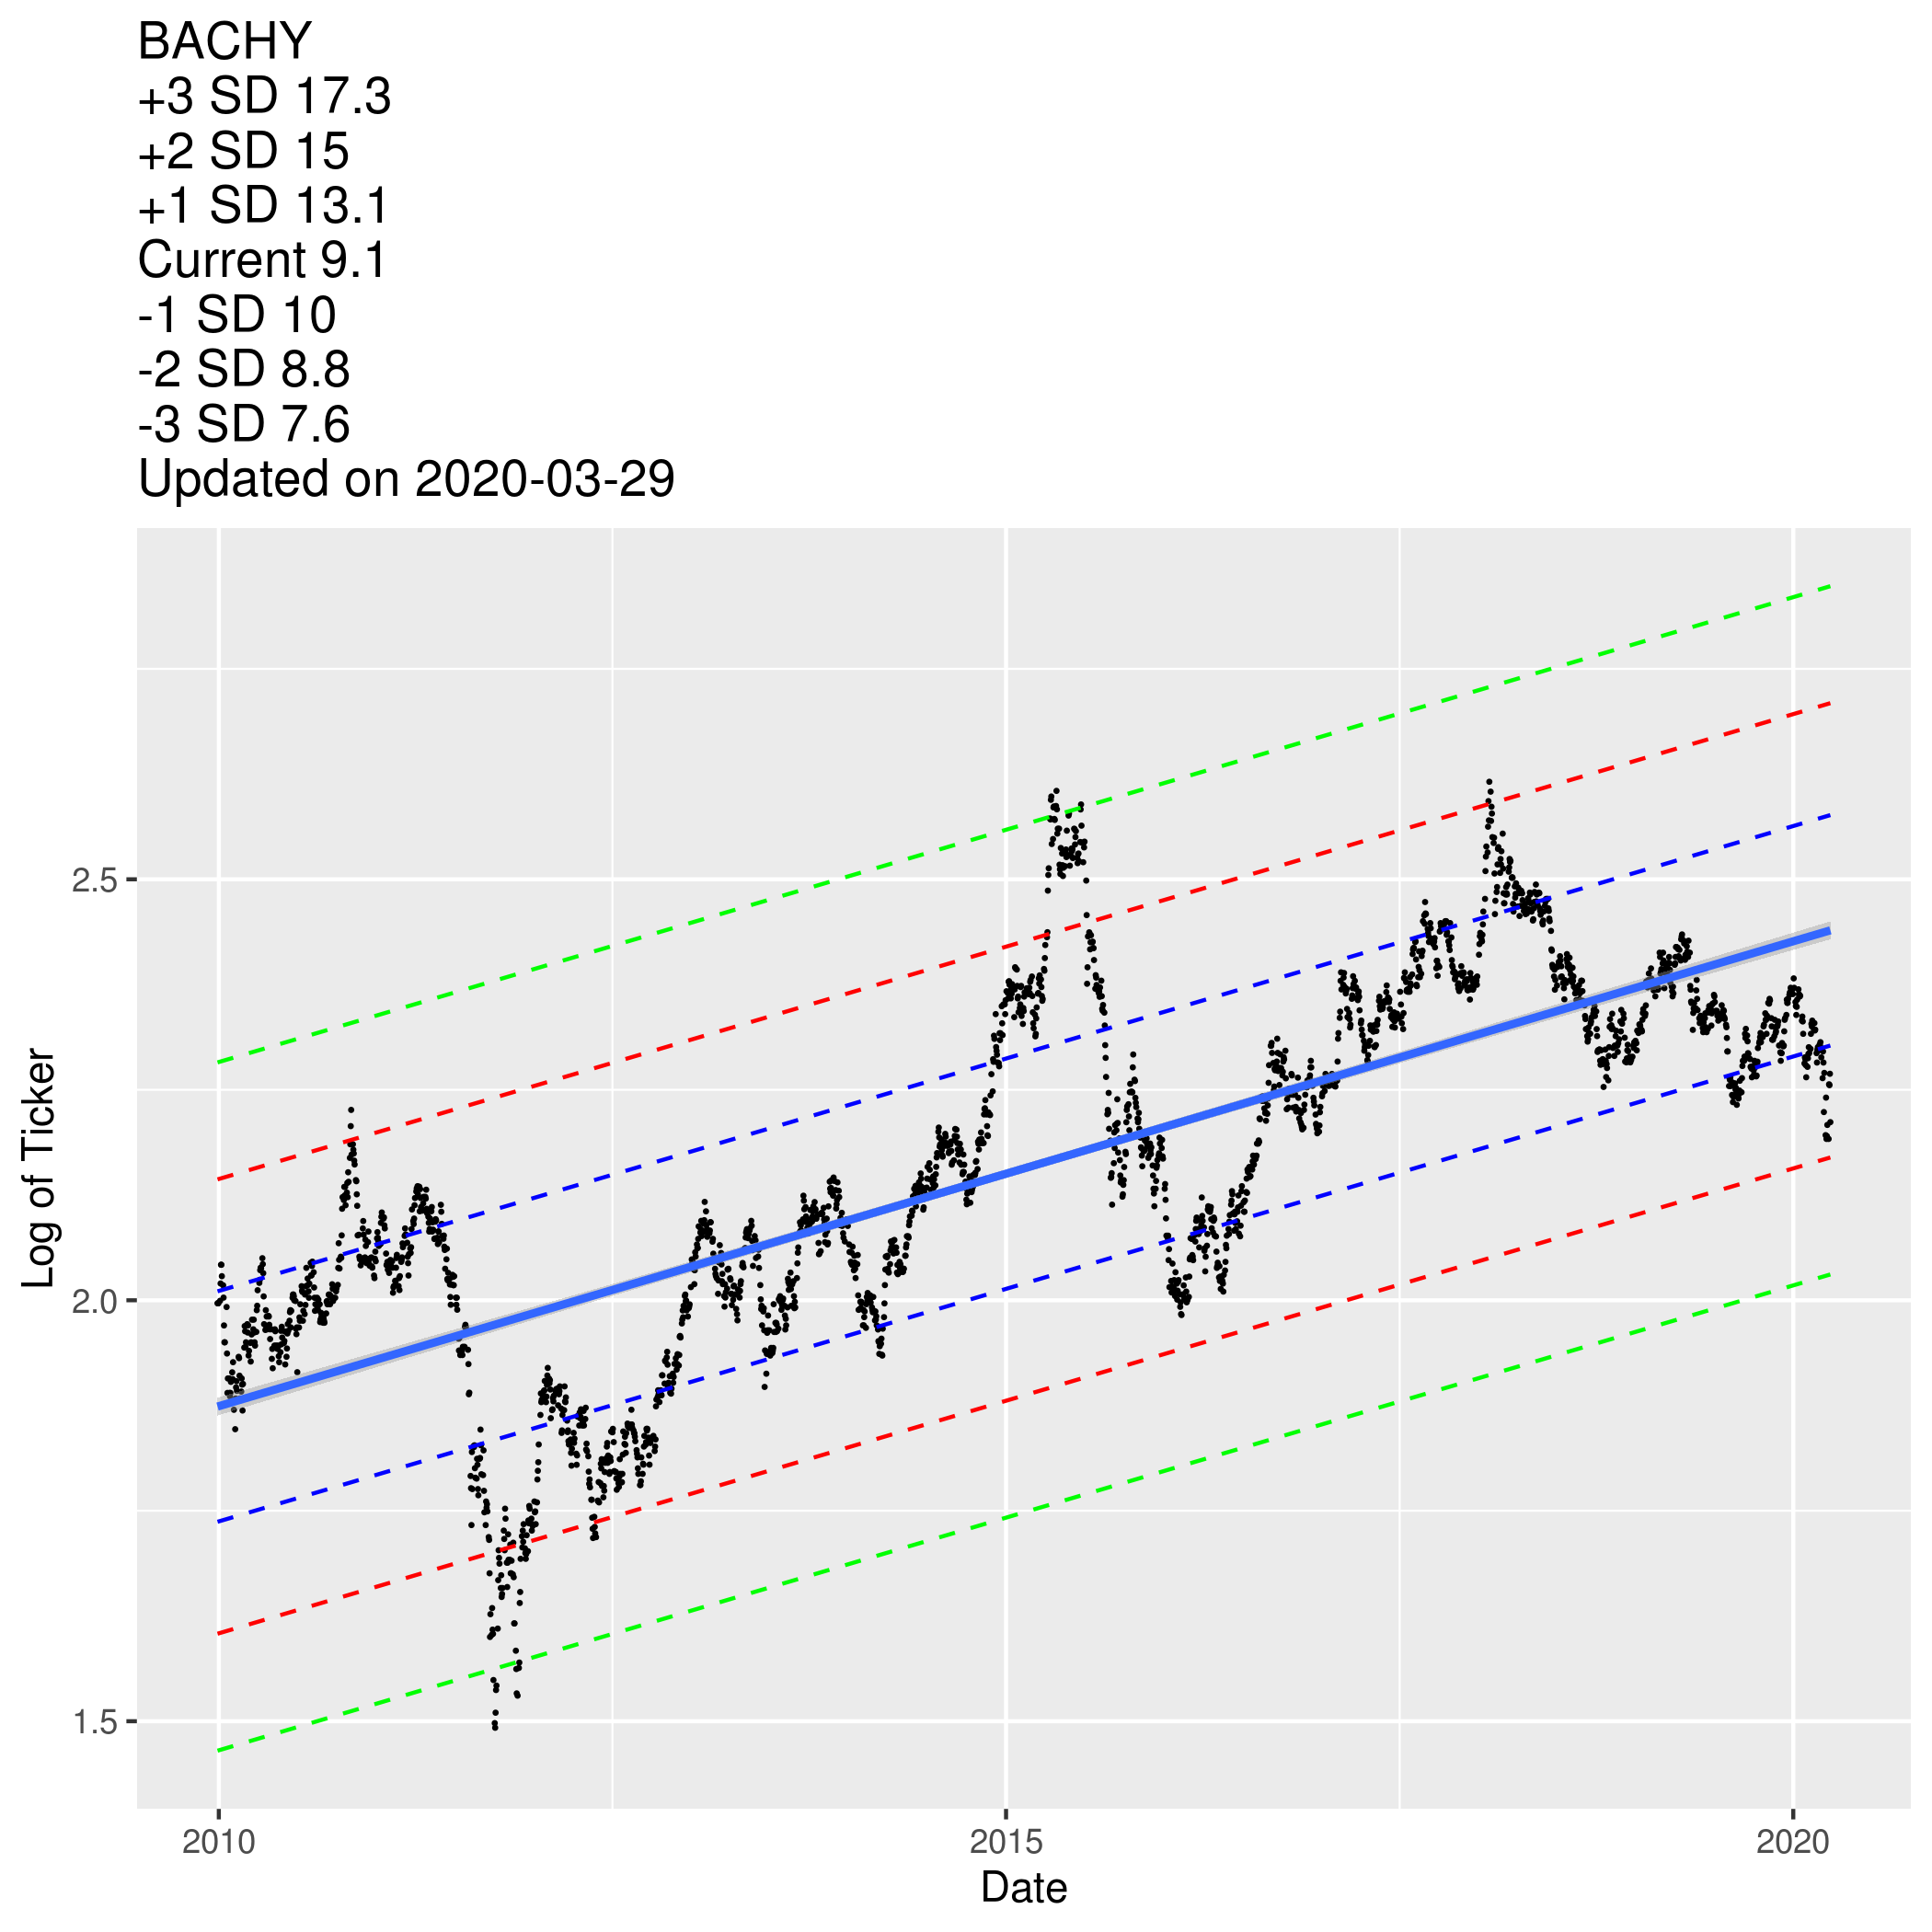 BACHY
+3 SD 17.3
+2 SD 15
+1 SD 13.1
Current 9.1
-1 SD 10
-2 SD 8.8
-3 SD 7.6
Updated on 2020-03-29
2.5
2.0
1.5
Log of Ticker
2010
2015
2020
Date